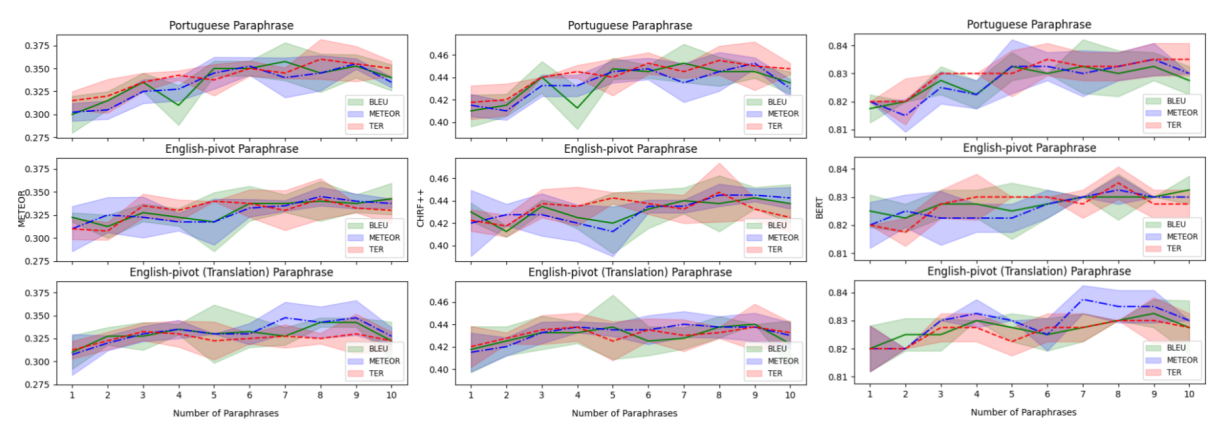 Portuguese Paraphrase
0.375
0.350
0.325
0.300
0.275
BLEU
METEOR
TER
English-pivot Paraphrase
METEOR
0.375
0.350
0.325
0.300
0.275
BLEU
METEOR
TER
English-pivot (Translation) Paraphrase
0.375
0.350
0.325
0.300
0.275
BLEU
METEOR
TER
1 2 3 4 5 6 7 8 9 10
Number of Paraphrases
Portuguese Paraphrase
0.46
0.44
0.42
0.40
BLEU
METEOR
TER
English-pivot Paraphrase
CHRF++
0.46
0.44
0.42
0.40
BLEU
METEOR
TER
English-pivot (Translation) Paraphrase
0.46
0.44
0.42
0.40
BLEU
METEOR
TER
1 2 3 4 5 6 7 8 9 10
Number of Paraphrases
Portuguese Paraphrase
0.84
0.83
0.82
0.81
BLEU
METEOR
TER
English-pivot Paraphrase
BERT
0.84
0.83
0.82
0.81
BLEU
METEOR
TER
English-pivot (Translation) Paraphrase
0.84
0.83
0.82
0.81
BLEU
METEOR
TER
1 2 3 4 5 6 7 8 9 10
Number of Paraphrases